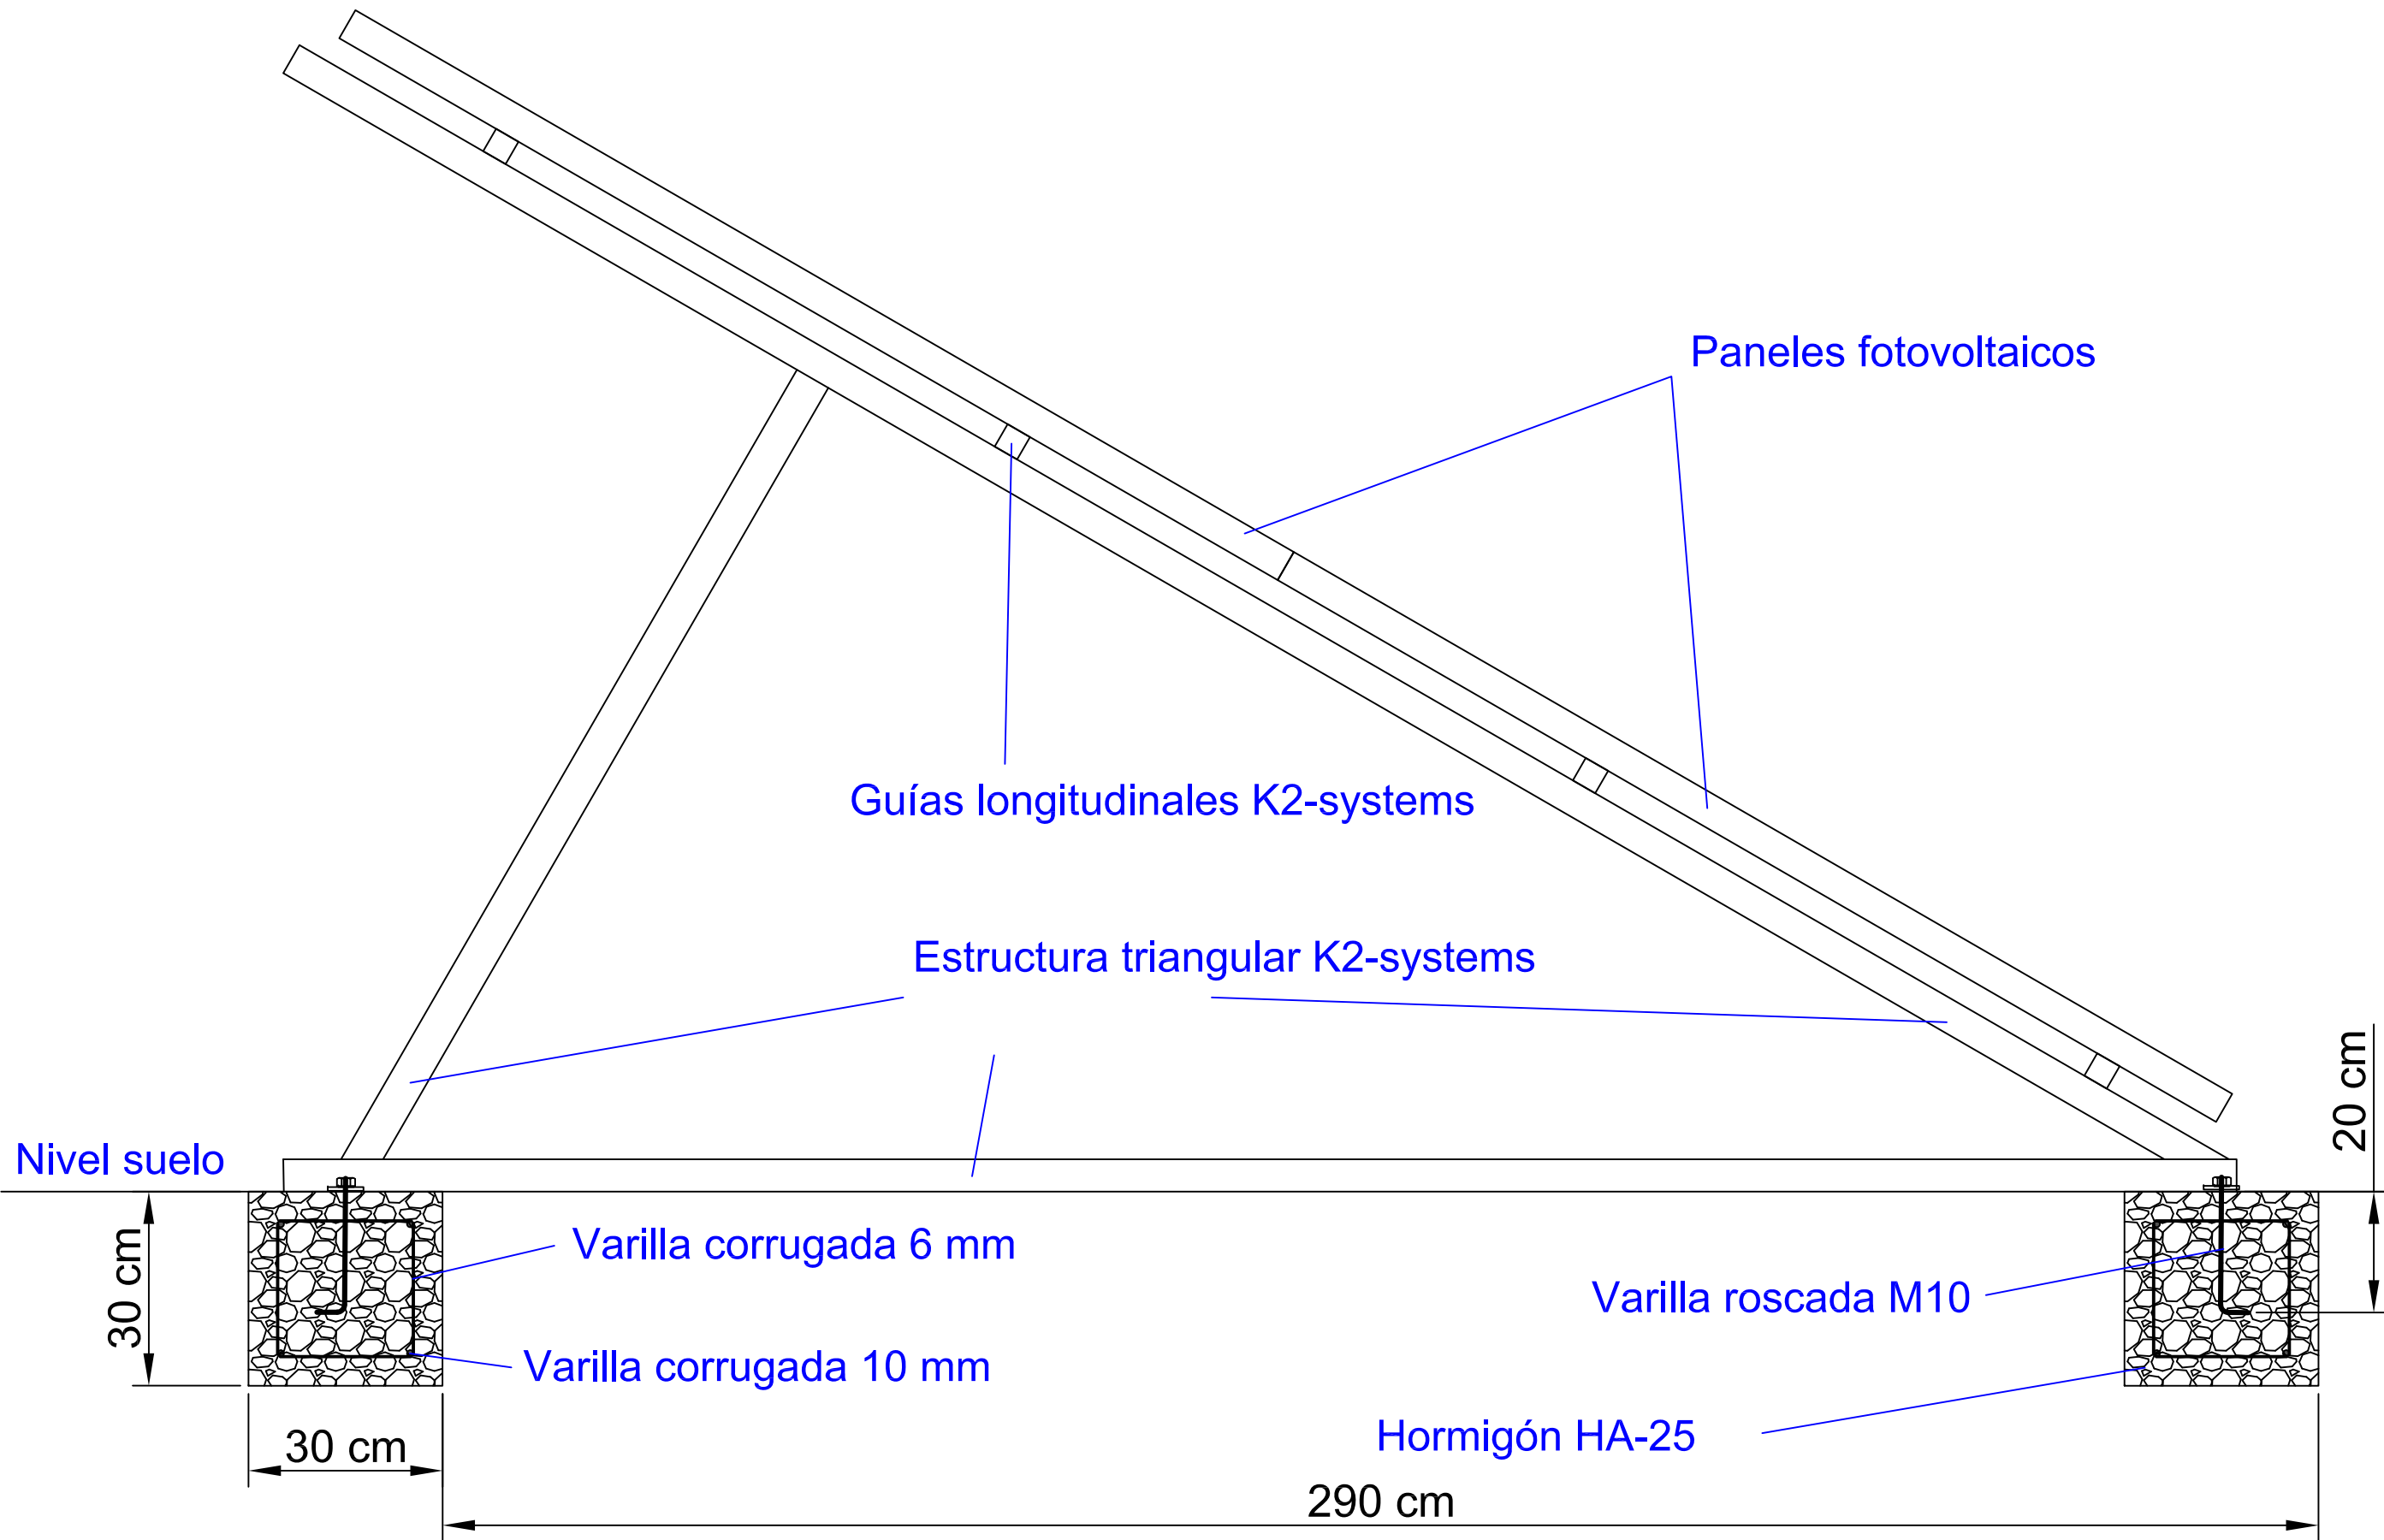 Paneles fotovoltaicos
Guías longitudinales K2-systems
Estructura triangular K2-systems
20 cm
Nivel suelo
30 cm
Varilla corrugada 6 mm
Varilla roscada M10
Varilla corrugada 10 mm
Hormigón HA-25
30 cm
290 cm